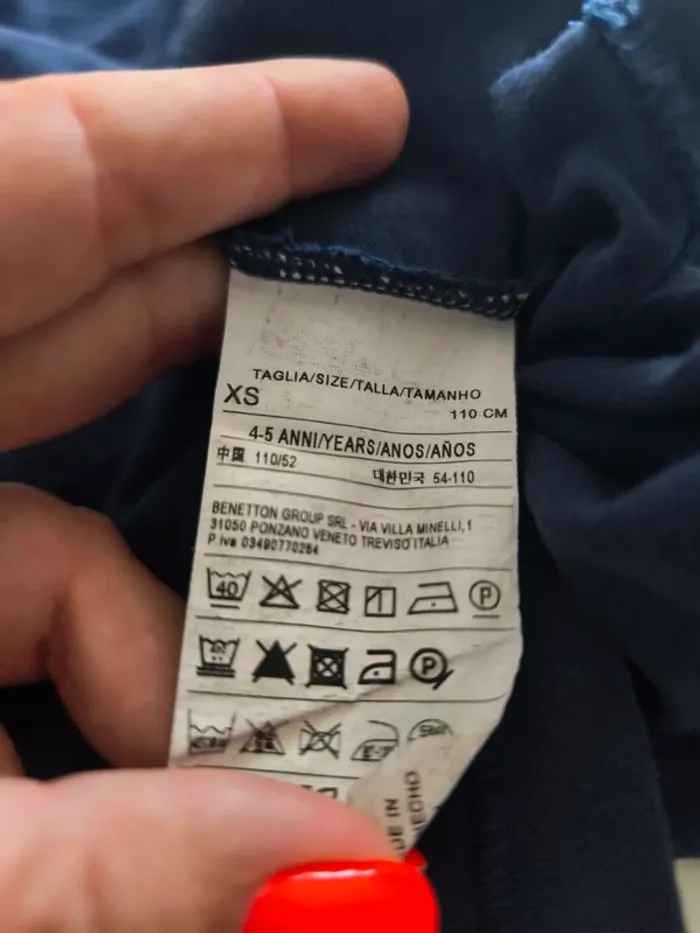 TAGLIA/SIZE/TALLA/TAMANHO
XS 110 CM
4-5 ANNI/YEARS/ANOS/AÑOS
中国 110/52 대한민국 54-110
BENETTON GROUP SRL - VIA VILLA MINELLI,1
31050 PONZANO VENETO TREVISO ITALIA
P.iva 03490770264
40 P
P